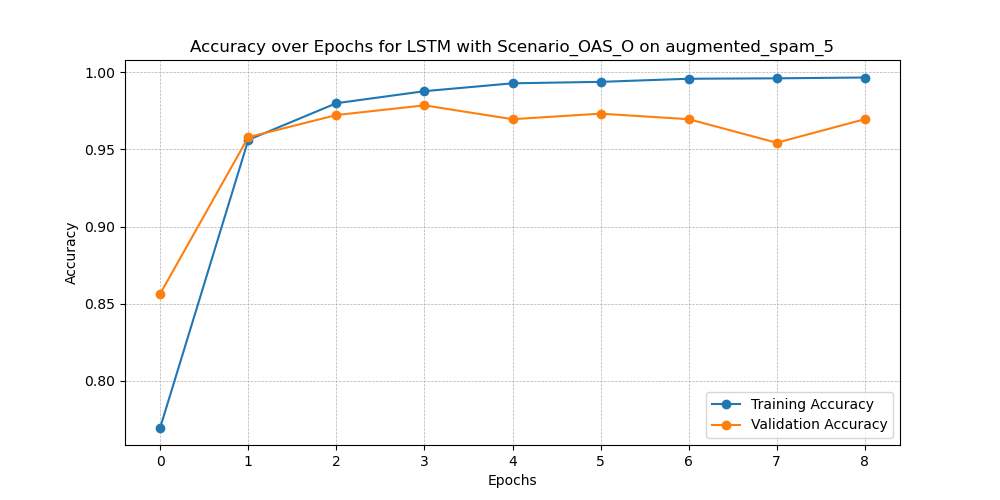 Accuracy over Epochs for LSTM with Scenario_OAS_O on augmented_spam_5
1.00
0.95
0.90
0.85
0.80
Accuracy
0 1 2 3 4 5 6 7 8
Epochs
Training Accuracy
Validation Accuracy